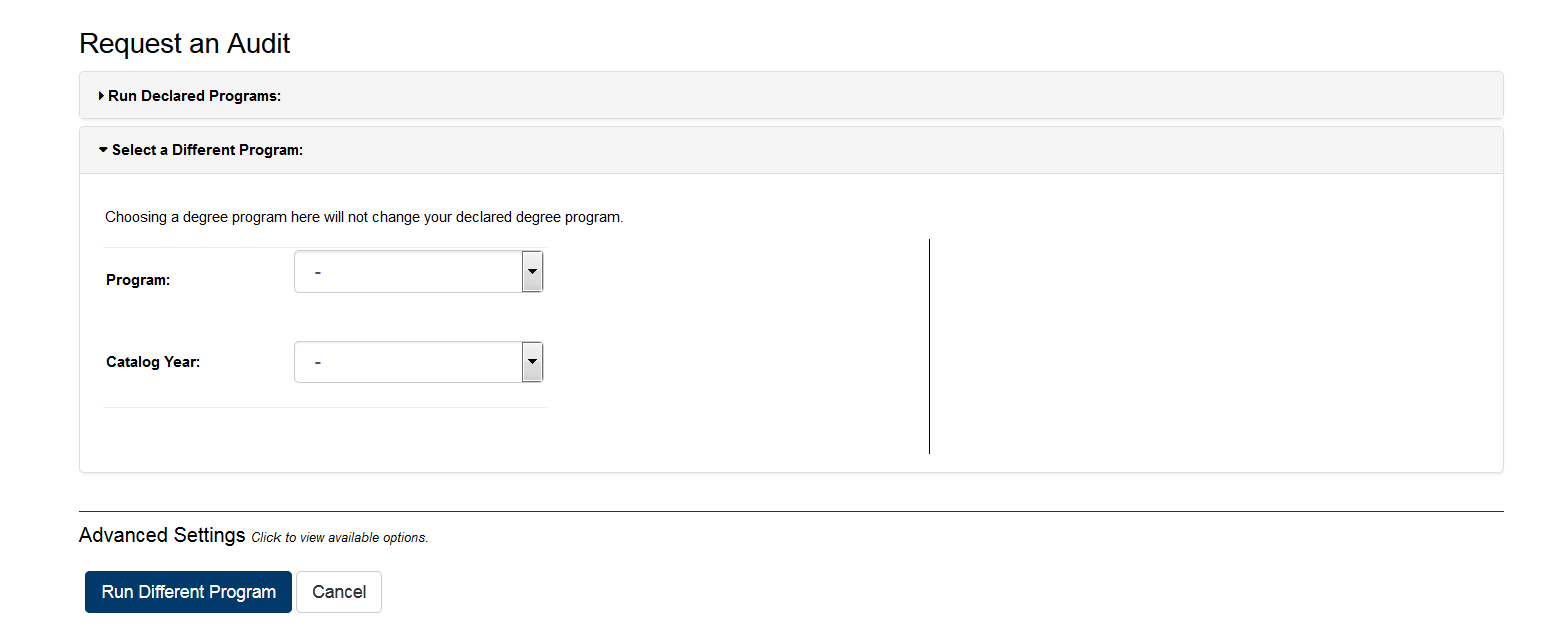 Request an Audit
Run Declared Programs:
Select a Different Program:
Choosing a degree program here will not change your declared degree program.
Program: -
Catalog Year: -
Advanced Settings Click to view available options.
Run Different Program Cancel